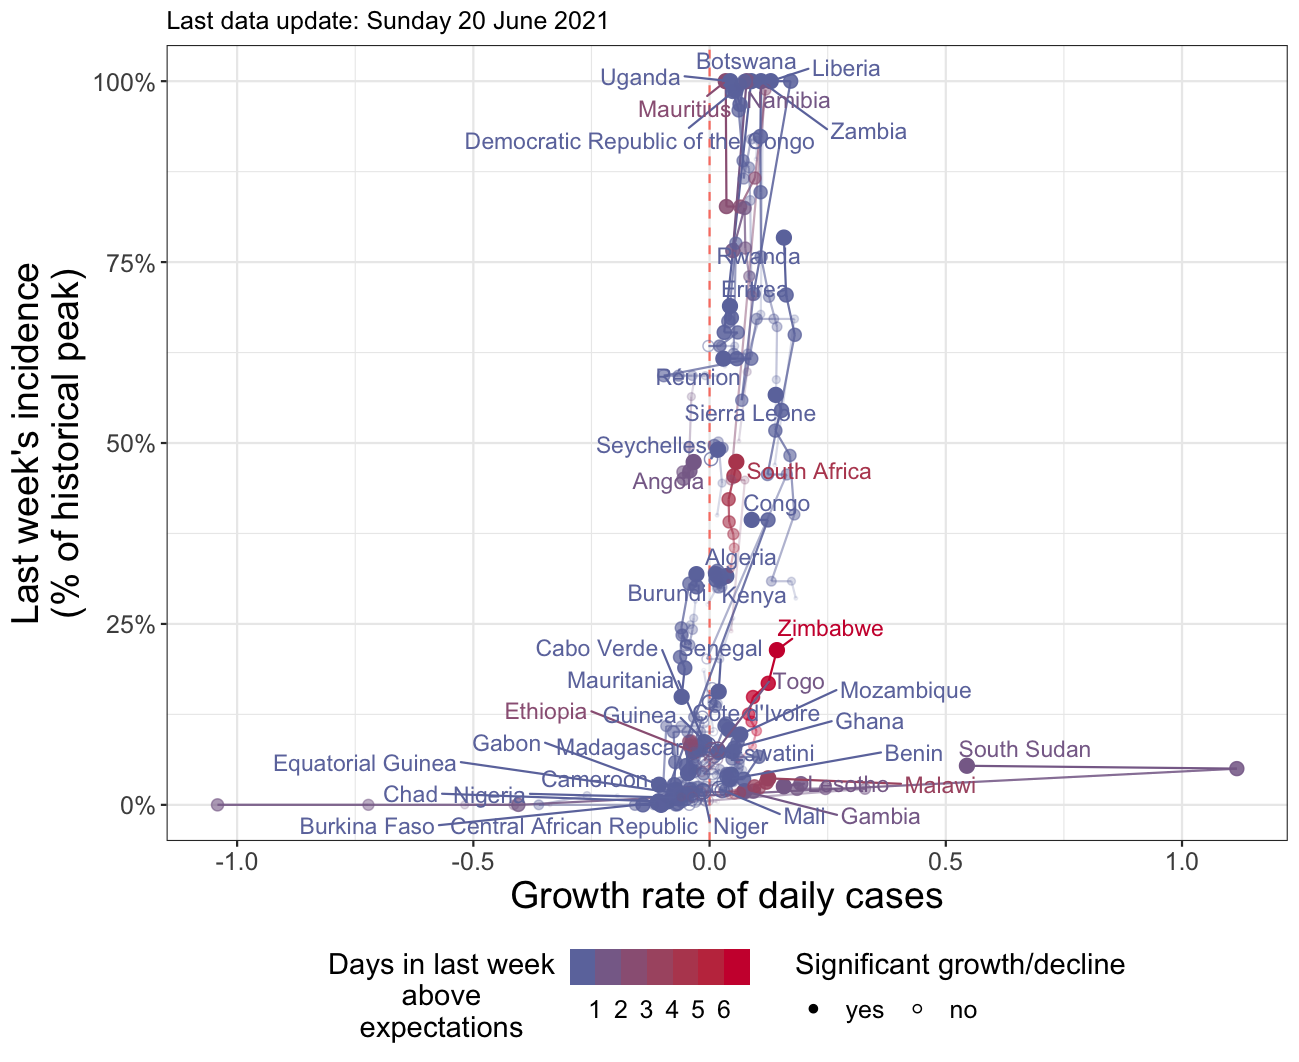 Last data update: Sunday 20 June 2021
Last week's incidence
(% of historical peak)
100%
75%
50%
25%
0%
Botswana
Uganda
Liberia
Mauritius
Namibia
Zambia
Democratic Republic of the Congo
Rwanda
Eritrea
Réunion
Sierra Leone
Seychelles
South Africa
Angola
Congo
Algeria
Burundi
Kenya
Zimbabwe
Cabo Verde
Senegal
Mauritania
Togo
Mozambique
Ethiopia
Guinea
Côte d'Ivoire
Ghana
Gabon
Madagascar
Eswatini
Benin
South Sudan
Equatorial Guinea
Cameroon
Lesotho
Malawi
Chad
Nigeria
Mali
Gambia
Burkina Faso
Central African Republic
Niger
-1.0
-0.5
0.0
0.5
1.0
Growth rate of daily cases
Days in last week
above
expectations
1 2 3 4 5 6
Significant growth/decline
yes
no